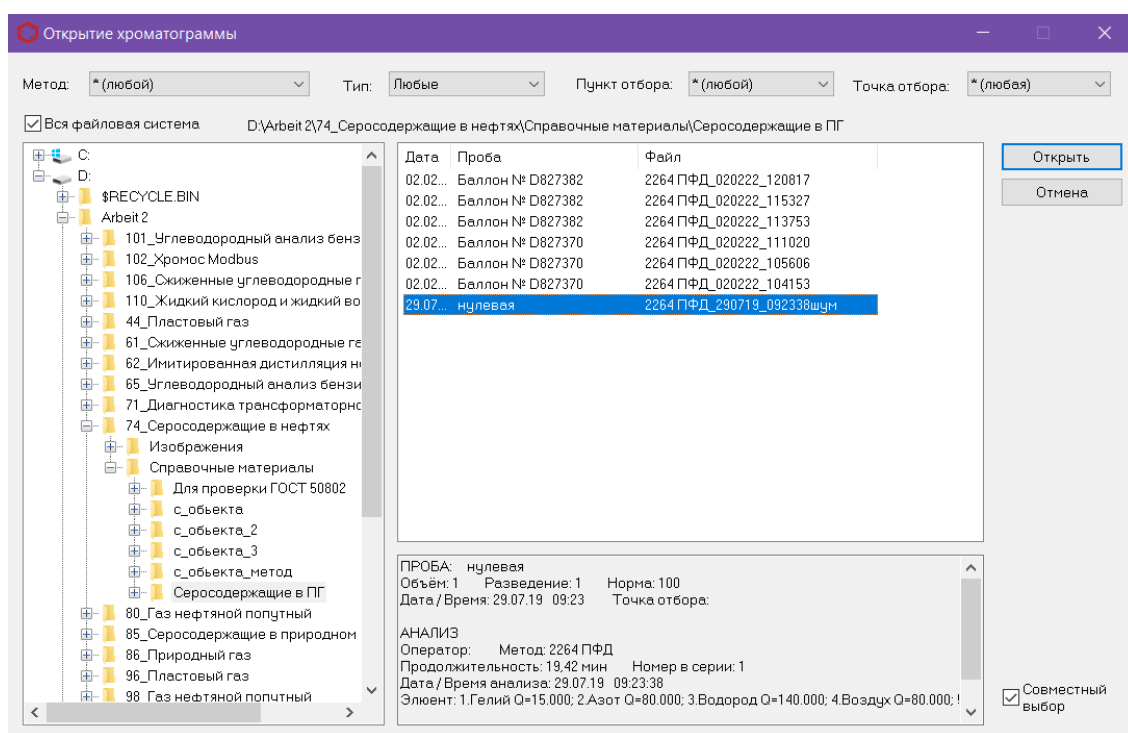 Открытие хроматограммы
Метод: *(любой) Тип: Любые Пункт отбора: *(любой) Точка отбора: *(любая)
Вся файловая система D:\Arbeit 2\74_Серосодержащие в нефтях\Справочные материалы\Серосодержащие в ПГ
C:
D:
$RECYCLE.BIN
Arbeit 2
101_Углеводородный анализ бенз
102_Хромос Modbus
106_Сжиженные углеводородные г
110_Жидкий кислород и жидкий во
44_Пластовый газ
61_Сжиженные углеводородные га
62_Имитированная дистилляция н
65_Углеводородный анализ бензи
71_Диагностика трансформаторно
74_Серосодержащие в нефтях
Изображения
Справочные материалы
Для проверки ГОСТ 50802
с_обьекта
с_обьекта_2
с_обьекта_3
с_обьекта_метод
Серосодержащие в ПГ
80_Газ нефтяной попутный
85_Серосодержащие в природном
86_Природный газ
96_Пластовый газ
98_Газ нефтяной попутный
Дата Проба Файл
02.02... Баллон № D827382 2264 ПФД_020222_120817
02.02... Баллон № D827382 2264 ПФД_020222_115327
02.02... Баллон № D827382 2264 ПФД_020222_113753
02.02... Баллон № D827370 2264 ПФД_020222_111020
02.02... Баллон № D827370 2264 ПФД_020222_105606
02.02... Баллон № D827370 2264 ПФД_020222_104153
29.07... нулевая 2264 ПФД_290719_092338шум
ПРОБА: нулевая
Объём: 1 Разведение: 1 Норма: 100
Дата / Время: 29.07.19 09:23 Точка отбора:
АНАЛИЗ
Оператор: Метод: 2264 ПФД
Продолжительность: 19,42 мин Номер в серии: 1
Дата / Время анализа: 29.07.19 09:23:38
Элюент: 1.Гелий Q=15.000; 2.Азот Q=80.000; 3.Водород Q=140.000; 4.Воздух Q=80.000;
Открыть
Отмена
Совместный
выбор